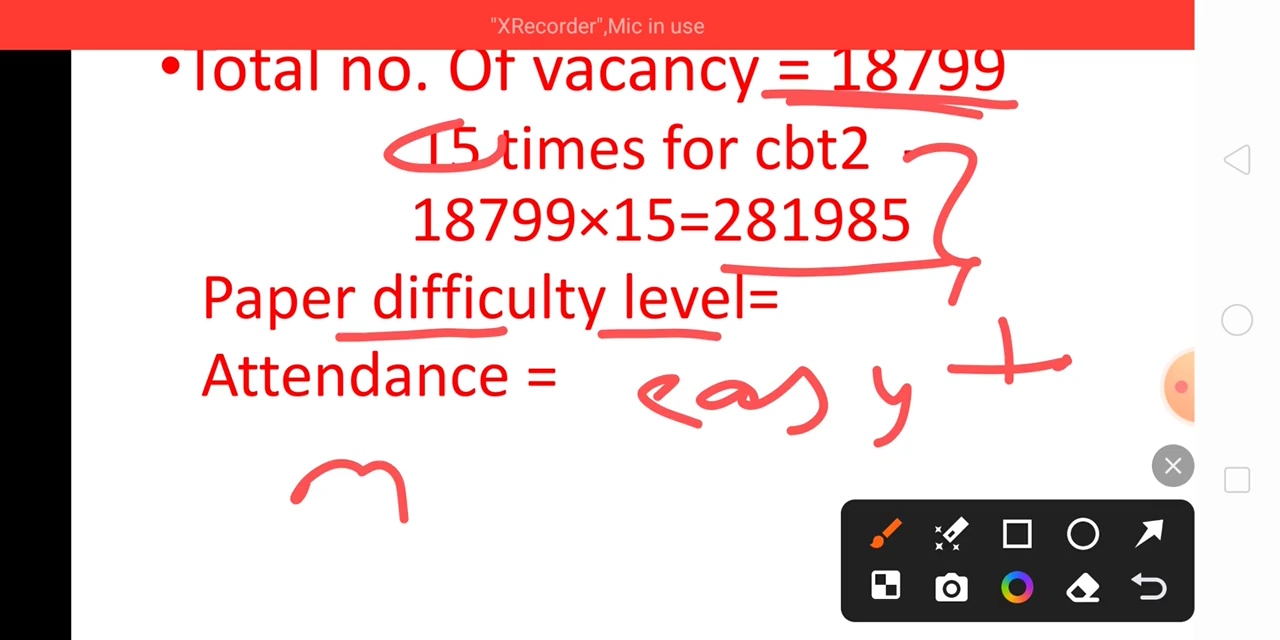 "XRecorder",Mic in use
•Total no. Of vacancy = 18799
15 times for cbt2
18799×15=281985
Paper difficulty level=
Attendance =
easy +